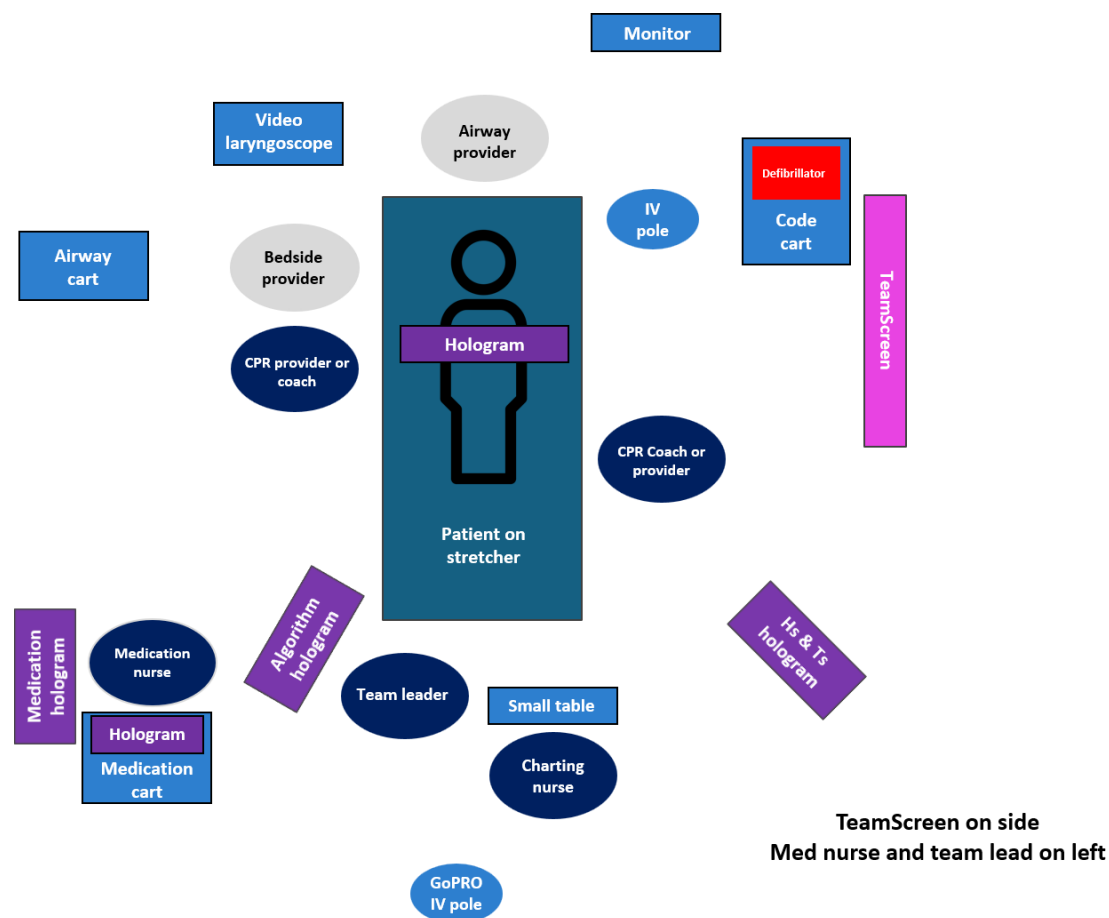 Monitor
Video
laryngoscope
Airway
provider
Defibrillator
Code
cart
IV
pole
TeamScreen
Airway
cart
Bedside
provider
Hologram
CPR provider or
coach
CPR Coach or
provider
Patient on
stretcher
Medication
hologram
Medication
nurse
Algorithm
hologram
Hs & Ts
hologram
Team leader
Small table
Hologram
Medication
cart
Charting
nurse
TeamScreen on side
Med nurse and team lead on left
GoPRO
IV pole